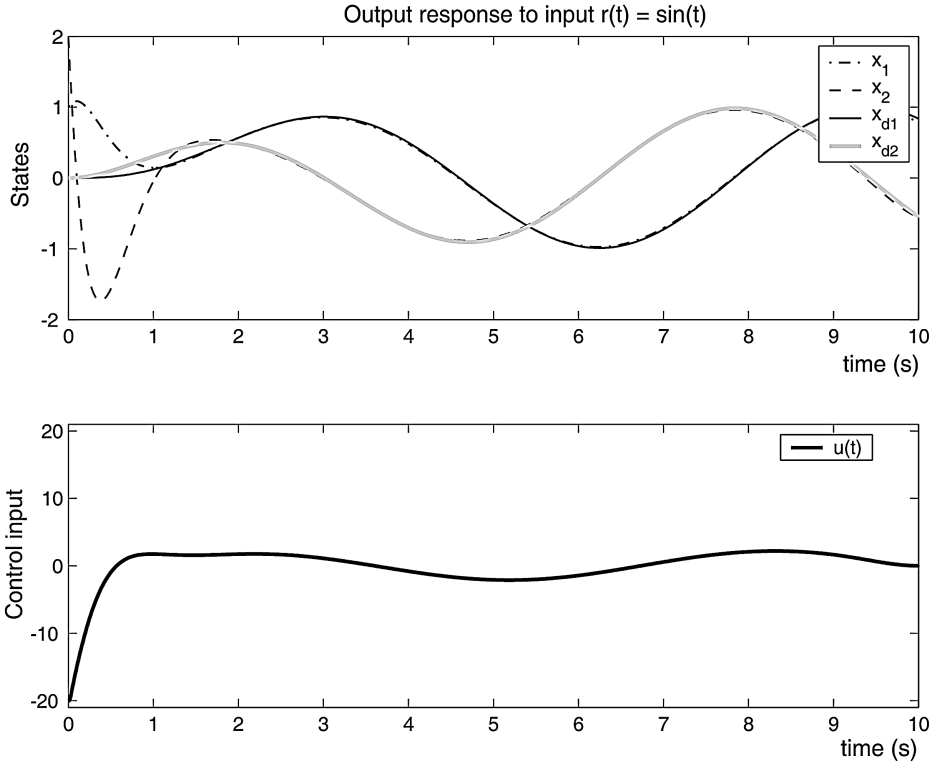 Output response to input r(t) = sin(t)
2
1
0
-1
-2
States
x1
x2
xd1
xd2
0 1 2 3 4 5 6 7 8 9 10
time (s)
20
10
0
-10
-20
Control input
u(t)
0 1 2 3 4 5 6 7 8 9 10
time (s)